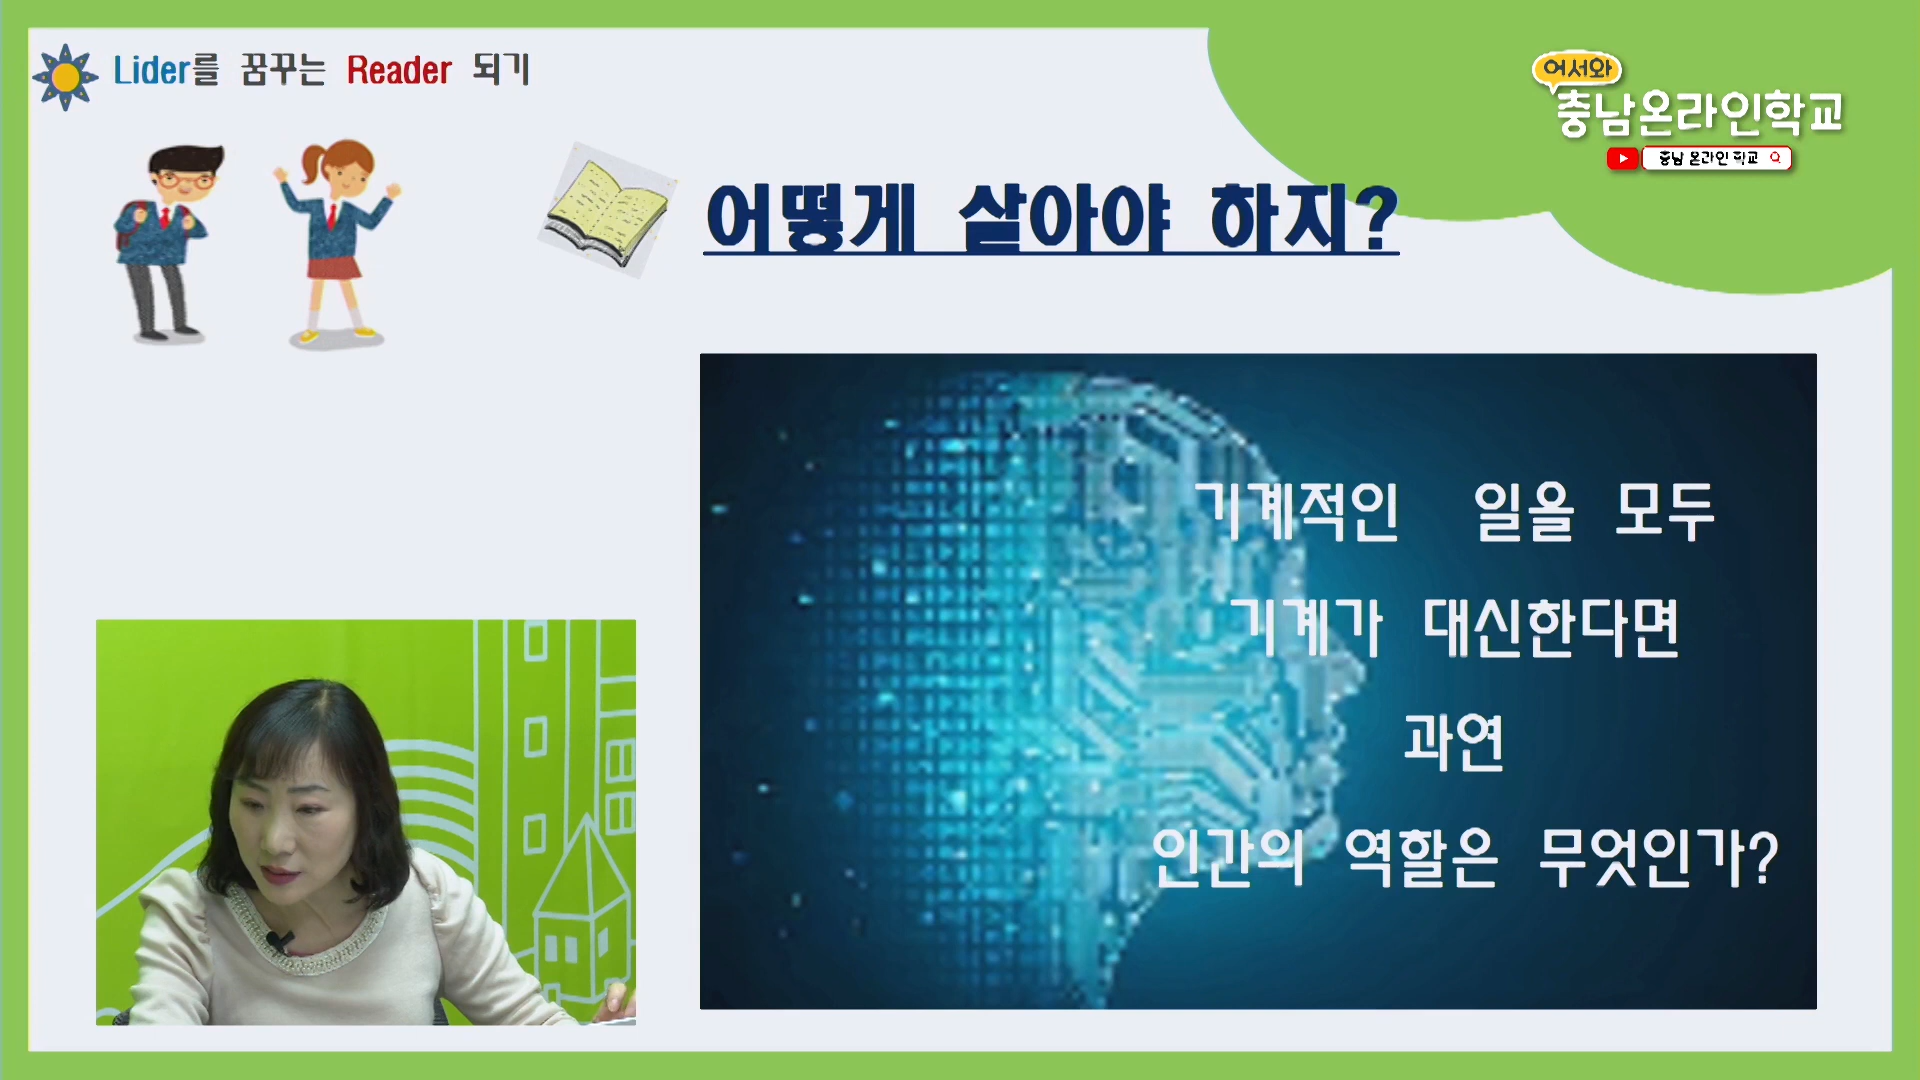 Lider를 꿈꾸는 Reader 되기
어서와
충남온라인학교
충남 온라인 학교
어떻게 살아야 하지?
기계적인 일을 모두
기계가 대신한다면
과연
인간의 역할은 무엇인가?